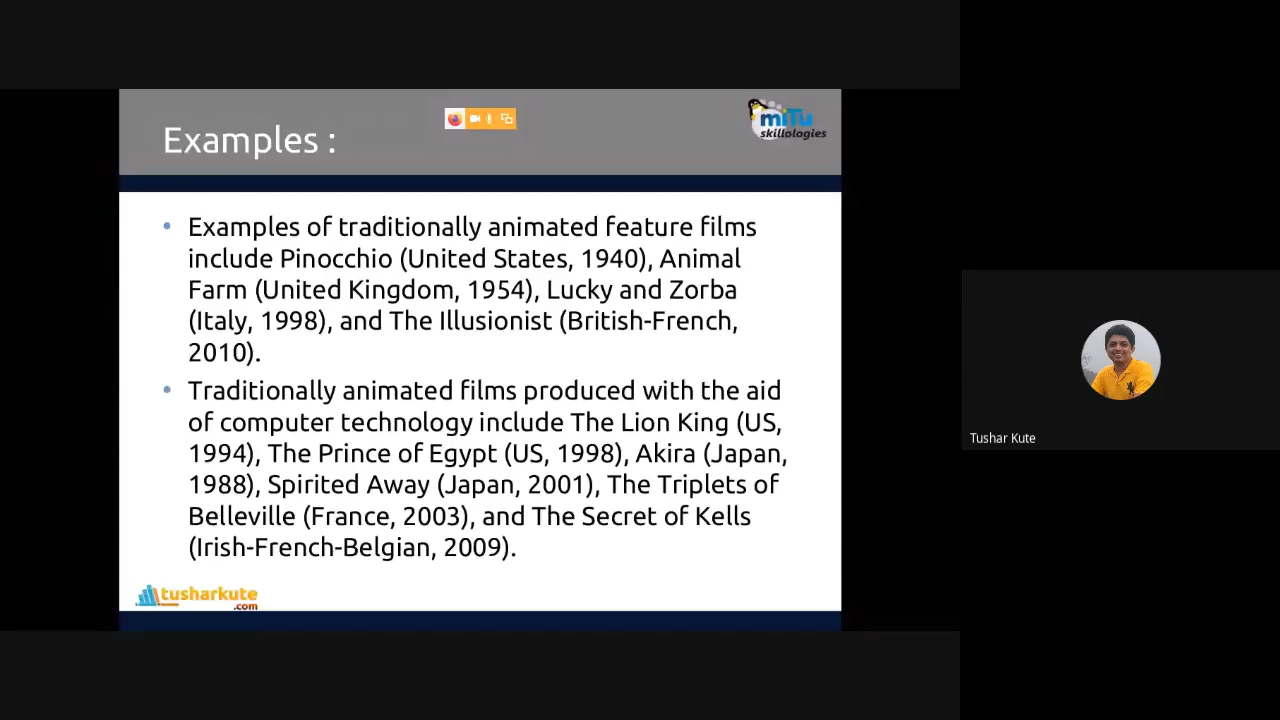 Examples :
miTu
skillologies
Examples of traditionally animated feature films
include Pinocchio (United States, 1940), Animal
Farm (United Kingdom, 1954), Lucky and Zorba
(Italy, 1998), and The Illusionist (British-French,
2010).
Traditionally animated films produced with the aid
of computer technology include The Lion King (US,
1994), The Prince of Egypt (US, 1998), Akira (Japan,
1988), Spirited Away (Japan, 2001), The Triplets of
Belleville (France, 2003), and The Secret of Kells
(Irish-French-Belgian, 2009).
tusharkute
.com
Tushar Kute